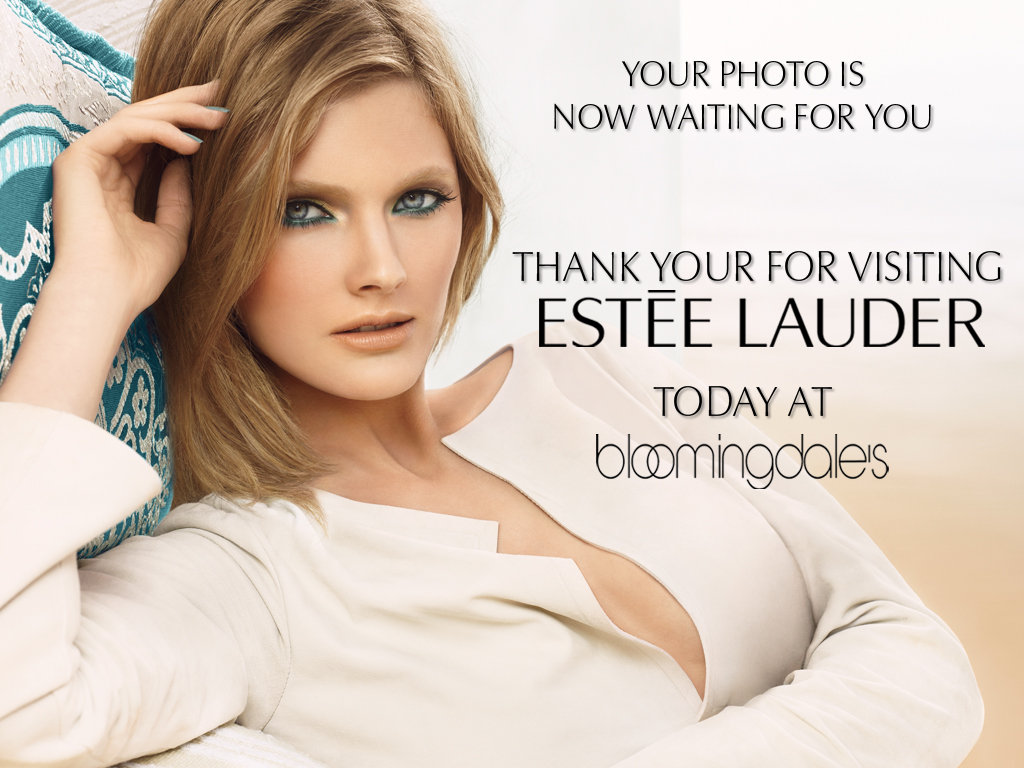 YOUR PHOTO IS
NOW WAITING FOR YOU
THANK YOUR FOR VISITING
ESTĒE LAUDER
TODAY AT
bloomingdale's